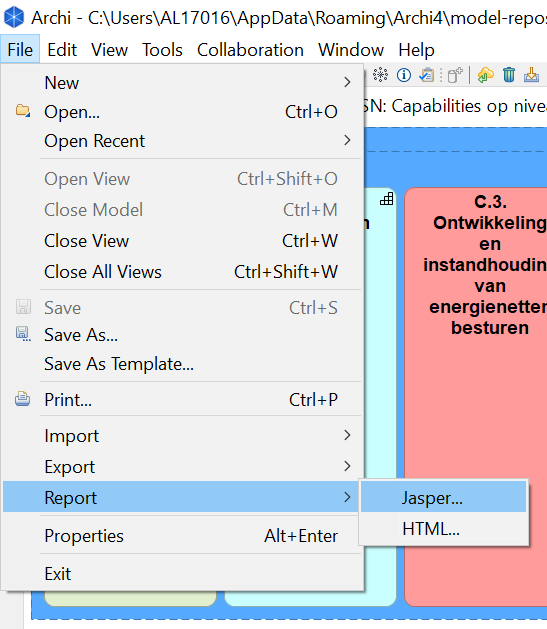 Archi - C:\Users\AL17016\AppData\Roaming\Archi4\model-repos
File Edit View Tools Collaboration Window Help
New
Open... Ctrl+O
SN: Capabilities op nivea
Open Recent
Open View Ctrl+Shift+O
Close Model Ctrl+M
Close View Ctrl+W
Close All Views Ctrl+Shift+W
Save Ctrl+S
Save As...
Save As Template...
Print... Ctrl+P
Import
Export
Report
Properties Alt+Enter
Exit
Jasper...
HTML...
n
C.3.
Ontwikkeling
en
instandhouding
van
energienetten
besturen